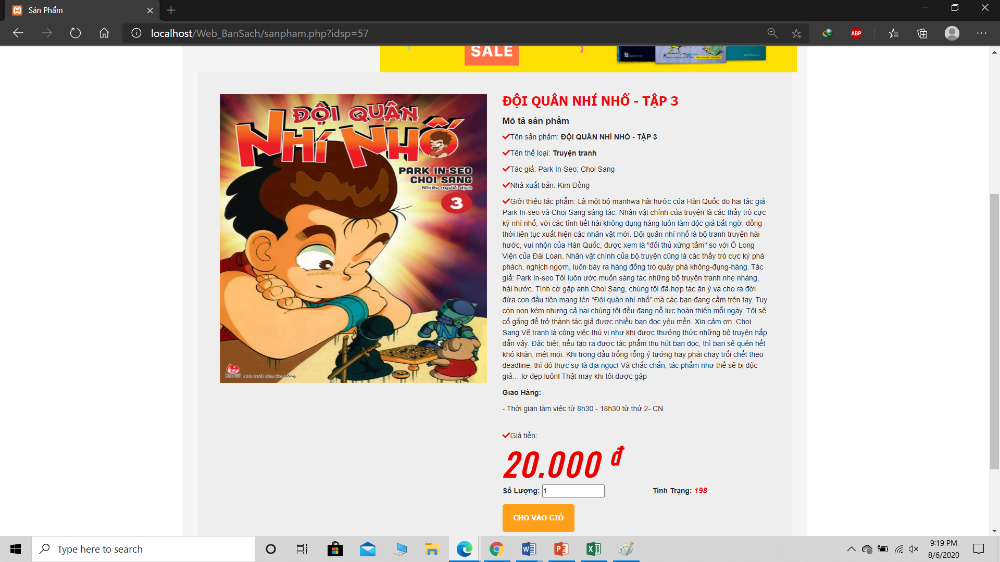 Sản Phẩm
localhost/Web_BanSach/sanpham.php?idsp=57
ABP
SALE
ĐỘI QUÂN
NHÍ NHỐ
PARK IN-SEO
CHOI SANG
Nhiều người dịch
3
N
Nhà xuất bản Kim Đồng
ĐỘI QUÂN NHÍ NHỐ - TẬP 3
Mô tả sản phẩm
Tên sản phẩm: ĐỘI QUÂN NHÍ NHỐ - TẬP 3
Tên thể loại: Truyện tranh
Tác giả: Park In-Seo; Choi Sang
Nhà xuất bản: Kim Đồng
Giới thiệu tác phẩm: Là một bộ manhwa hài hước của Hàn Quốc do hai tác giả
Park In-seo và Choi Sang sáng tác. Nhân vật chính của truyện là các thầy trò cực
kỳ nhí nhố, với các tình tiết hài không đụng hàng luôn làm độc giả bất ngờ, đồng
thời liên tục xuất hiện các nhân vật mới. Đội quân nhí nhố là bộ tranh truyện hài
hước, vui nhộn của Hàn Quốc, được xem là "đối thủ xứng tầm" so với Ô Long
Viện của Đài Loan. Nhân vật chính của bộ truyện cũng là các thầy trò cực kỳ phá
phách, nghịch ngợm, luôn bày ra hàng đống trò quậy phá không-đụng-hàng. Tác
giả: Park In-seo Tôi luôn ước muốn sáng tác những bộ truyện tranh nhẹ nhàng,
hài hước. Tình cờ gặp anh Choi Sang, chúng tôi đã hợp tác ăn ý và cho ra đời
đứa con đầu tiên mang tên “Đội quân nhí nhố” mà các bạn đang cầm trên tay. Tuy
còn non kém nhưng cả hai chúng tôi đều đang nỗ lực hoàn thiện mỗi ngày. Tôi sẽ
cố gắng để trở thành tác giả được nhiều bạn đọc yêu mến. Xin cảm ơn. Choi
Sang Vẽ tranh là công việc thú vị như khi được thưởng thức những bộ truyện hấp
dẫn vậy. Đặc biệt, nếu tạo ra được tác phẩm thu hút bạn đọc, thì bạn sẽ quên hết
khó khăn, mệt mỏi. Khi trong đầu trống rỗng ý tưởng hay phải chạy trối chết theo
deadline, thì đó thực sự là địa ngục! Và chắc chắn, tác phẩm như thế sẽ bị độc
giả… lơ đẹp luôn! Thật may khi tôi được gặp
Giao Hàng:
- Thời gian làm việc từ 8h30 - 18h30 từ thứ 2- CN
Giá tiền:
20.000 đ
Số Lượng: 1
Tình Trạng: 198
CHO VÀO GIỎ
Type here to search
9:19 PM
8/6/2020